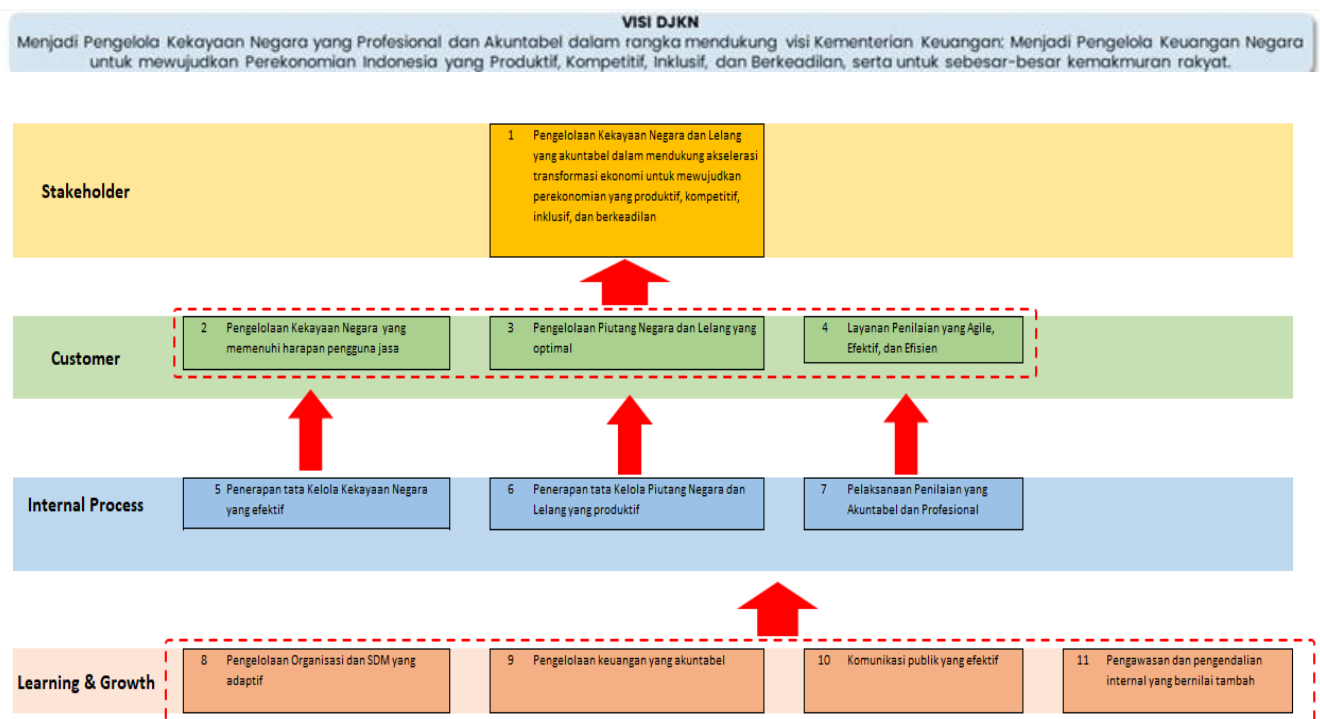 VISI DJKN
Menjadi Pengelola Kekayaan Negara yang Profesional dan Akuntabel dalam rangka mendukung visi Kementerian Keuangan: Menjadi Pengelola Keuangan Negara
untuk mewujudkan Perekonomian Indonesia yang Produktif, Kompetitif, Inklusif, dan Berkeadilan, serta untuk sebesar-besar kemakmuran rakyat.
Stakeholder
1 Pengelolaan Kekayaan Negara dan Lelang
yang akuntabel dalam mendukung akselerasi
transformasi ekonomi untuk mewujudkan
perekonomian yang produktif, kompetitif,
inklusif, dan berkeadilan
Customer
2 Pengelolaan Kekayaan Negara yang
memenuhi harapan pengguna jasa
3 Pengelolaan Piutang Negara dan Lelang yang
optimal
4 Layanan Penilaian yang Agile,
Efektif, dan Efisien
Internal Process
5 Penerapan tata Kelola Kekayaan Negara
yang efektif
6 Penerapan tata Kelola Piutang Negara dan
Lelang yang produktif
7 Pelaksanaan Penilaian yang
Akuntabel dan Profesional
Learning & Growth
8 Pengelolaan Organisasi dan SDM yang
adaptif
9 Pengelolaan keuangan yang akuntabel
10 Komunikasi publik yang efektif
11 Pengawasan dan pengendalian
internal yang bernilai tambah